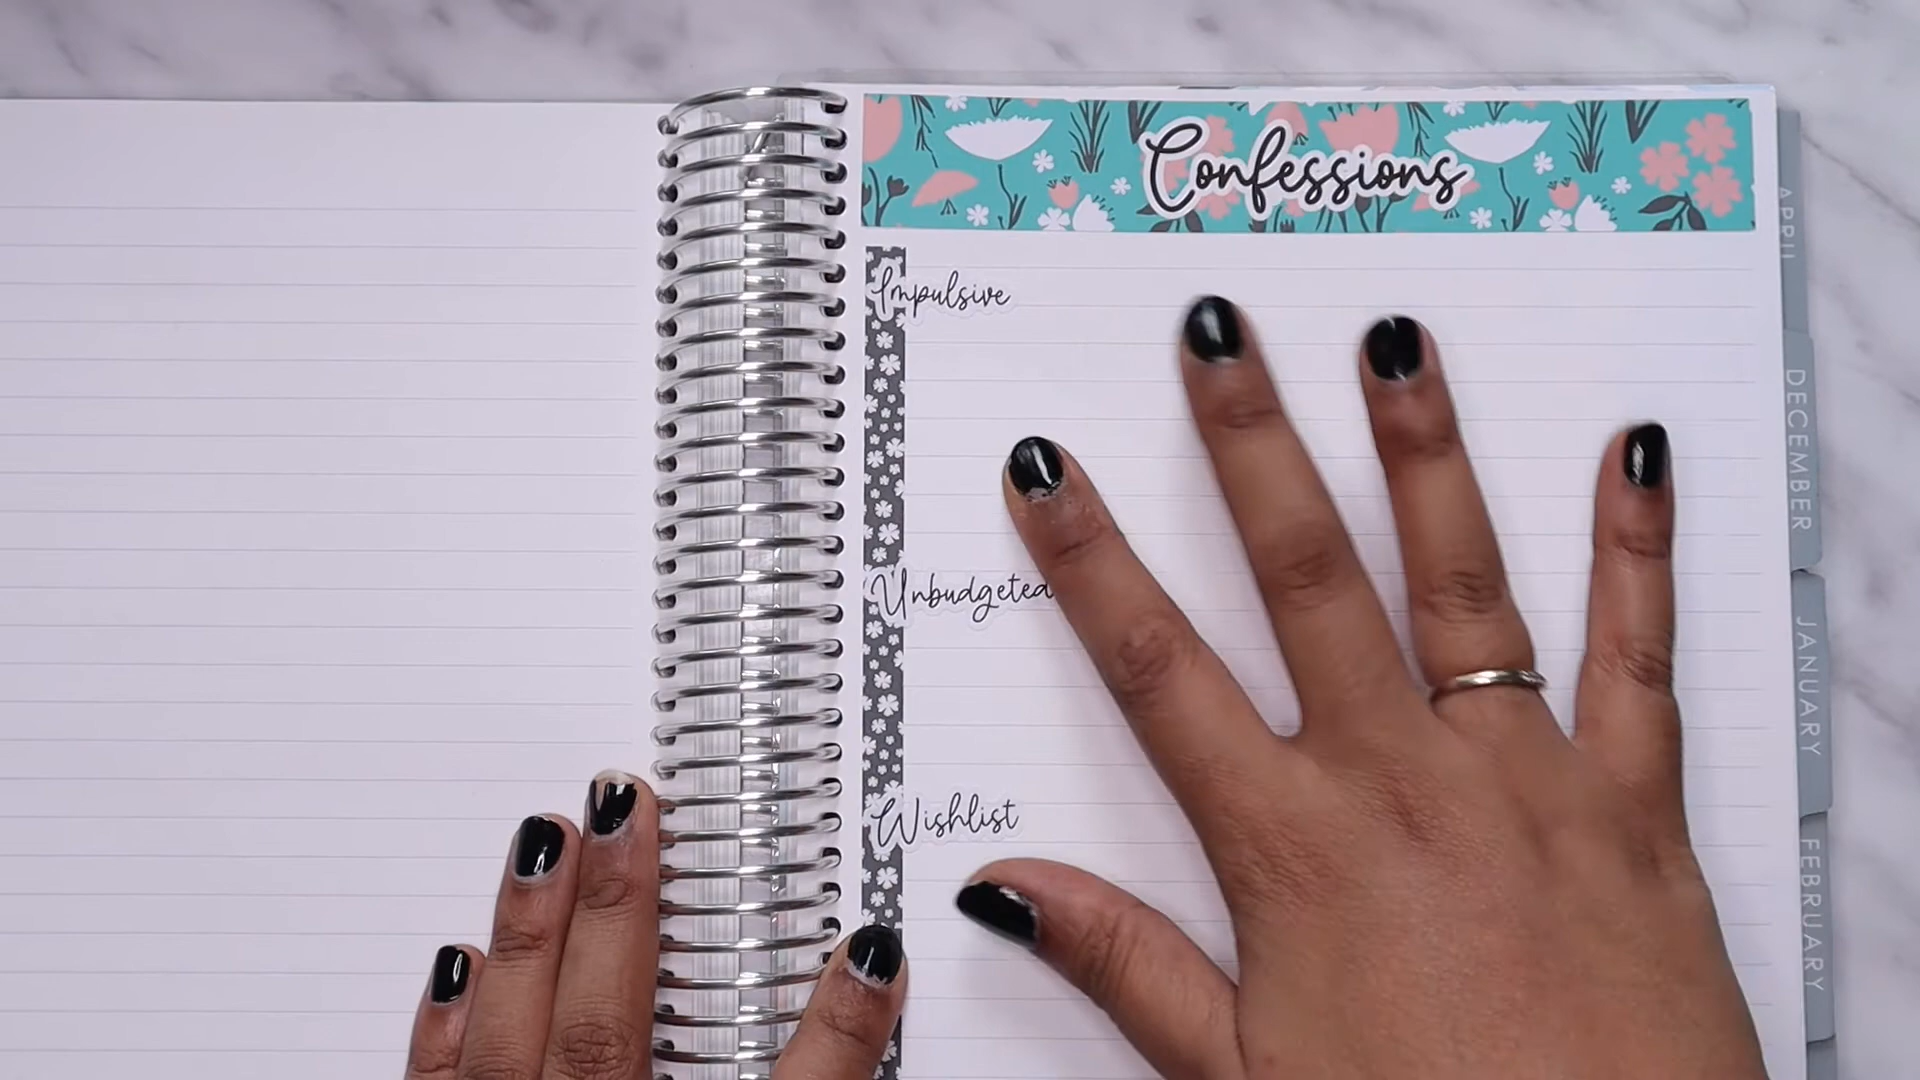 Confessions
Impulsive
Unbudgeted
Wishlist
APRIL
DECEMBER
JANUARY
FEBRUARY